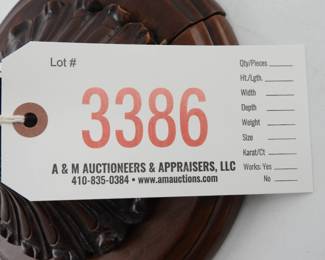 Lot #
3386
A & M AUCTIONEERS & APPRAISERS, LLC
410-835-0384 • www.amauctions.com
Qty/Pieces
Ht./Lgth.
Width
Depth
Weight
Size
Karat/Ct
Works: Yes
No